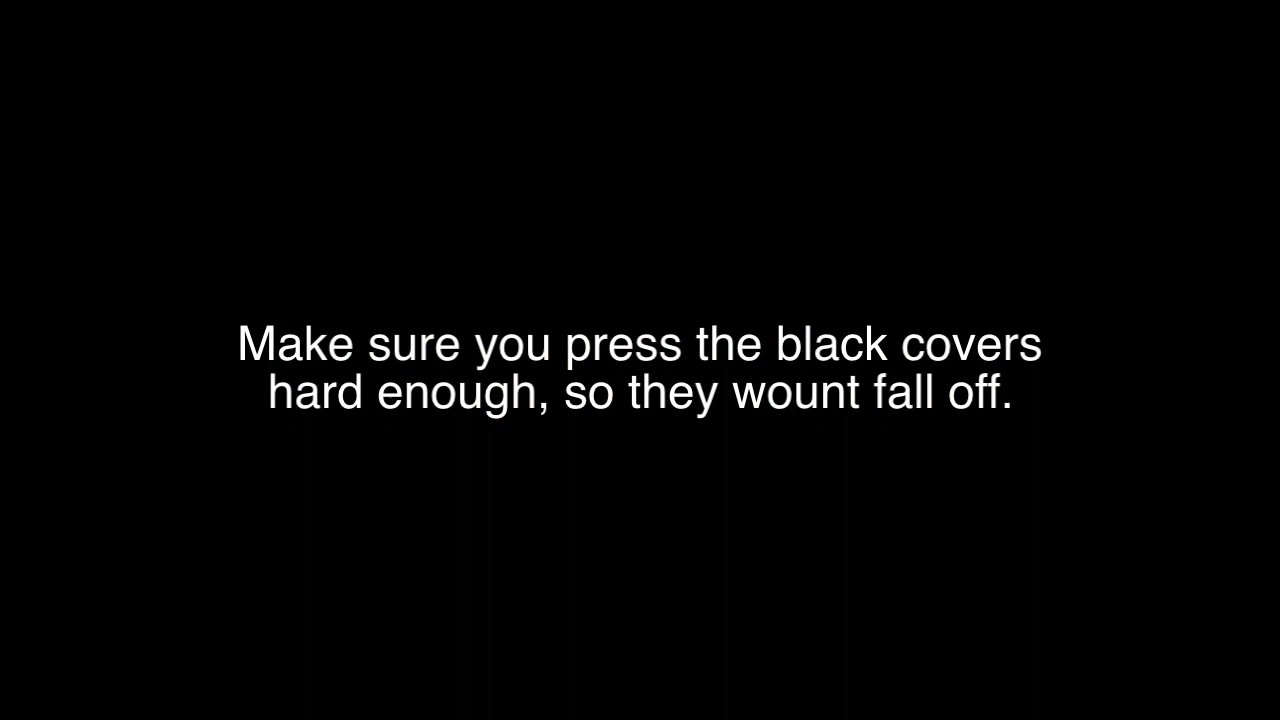 Make sure you press the black covers
hard enough, so they wount fall off.